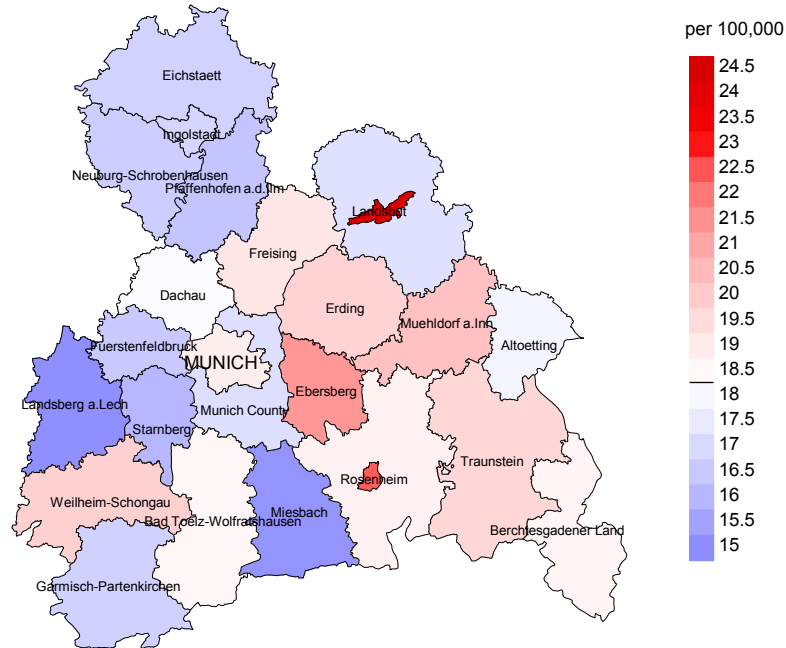 per 100,000
24.5
24
23.5
23
22.5
22
21.5
21
20.5
20
19.5
19
18.5
18
17.5
17
16.5
16
15.5
15
Eichstaett
Ingolstadt
Neuburg-Schrobenhausen
Pfaffenhofen a.d.Ilm
Landshut
Freising
Dachau
Erding
Muehldorf a.Inn
Altoetting
Fuerstenfeldbruck
MUNICH
Ebersberg
Landsberg a.Lech
Munich County
Starnberg
Traunstein
Rosenheim
Weilheim-Schongau
Miesbach
Bad Toelz-Wolfratshausen
Berchtesgadener Land
Garmisch-Partenkirchen